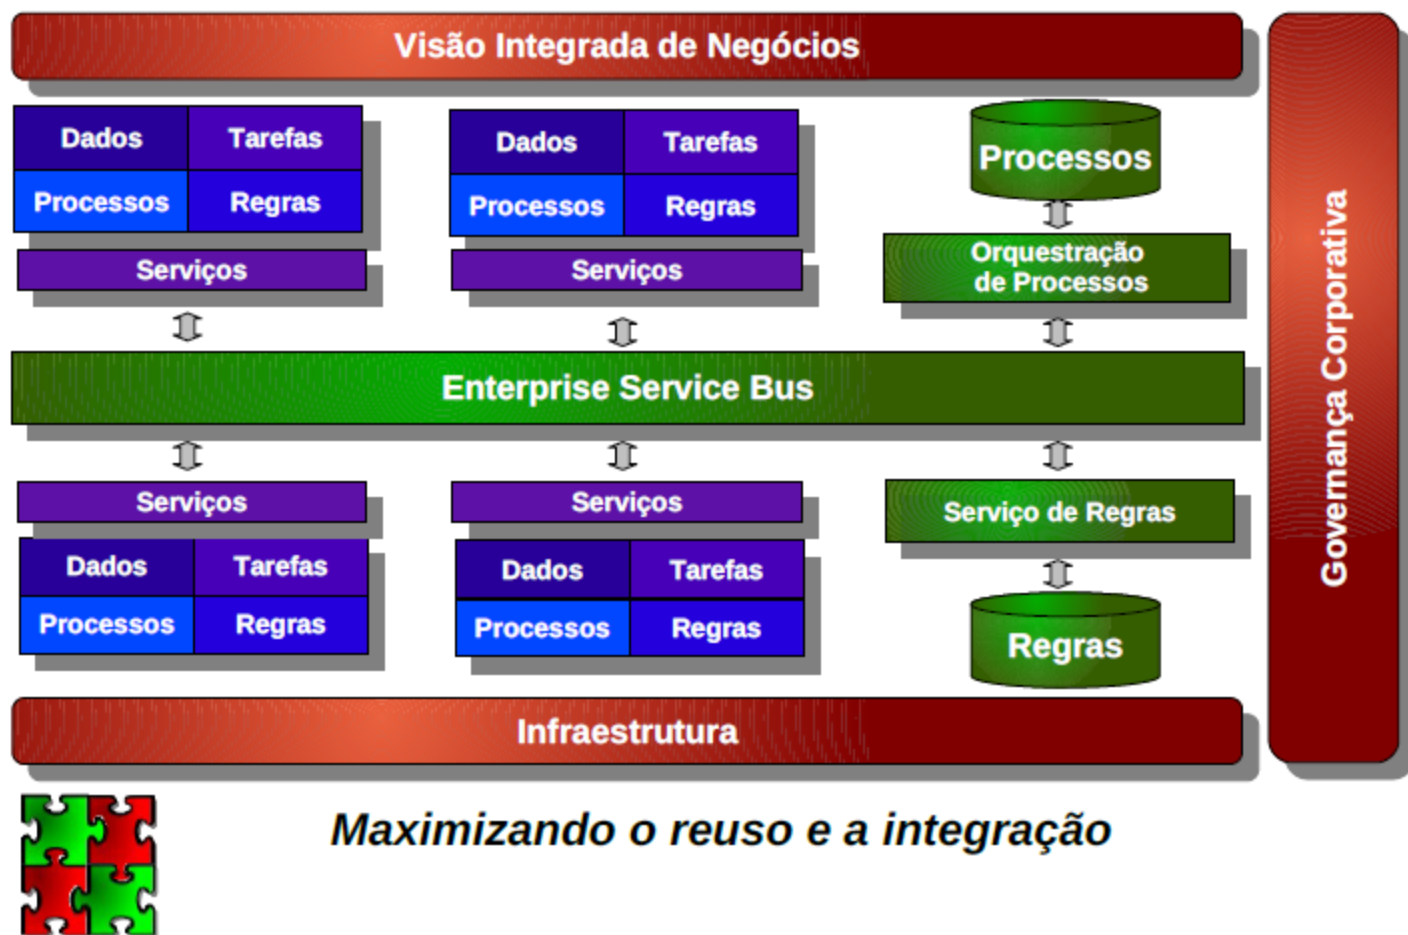 Visão Integrada de Negócios
Dados
Tarefas
Processos
Regras
Serviços
Dados
Tarefas
Processos
Regras
Serviços
Processos
Orquestração
de Processos
Enterprise Service Bus
Serviços
Dados
Tarefas
Processos
Regras
Serviços
Dados
Tarefas
Processos
Regras
Serviço de Regras
Regras
Infraestrutura
Governança Corporativa
Maximizando o reuso e a integração